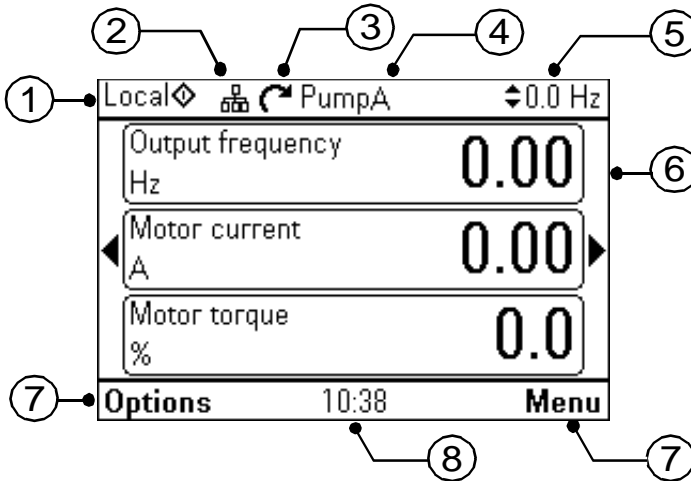 2 3 4 5
1 Local PumpA 0.0 Hz
Output frequency 0.00
Hz
6
Motor current 0.00
A
Motor torque 0.0
%
7 Options 10:38 Menu
8 7